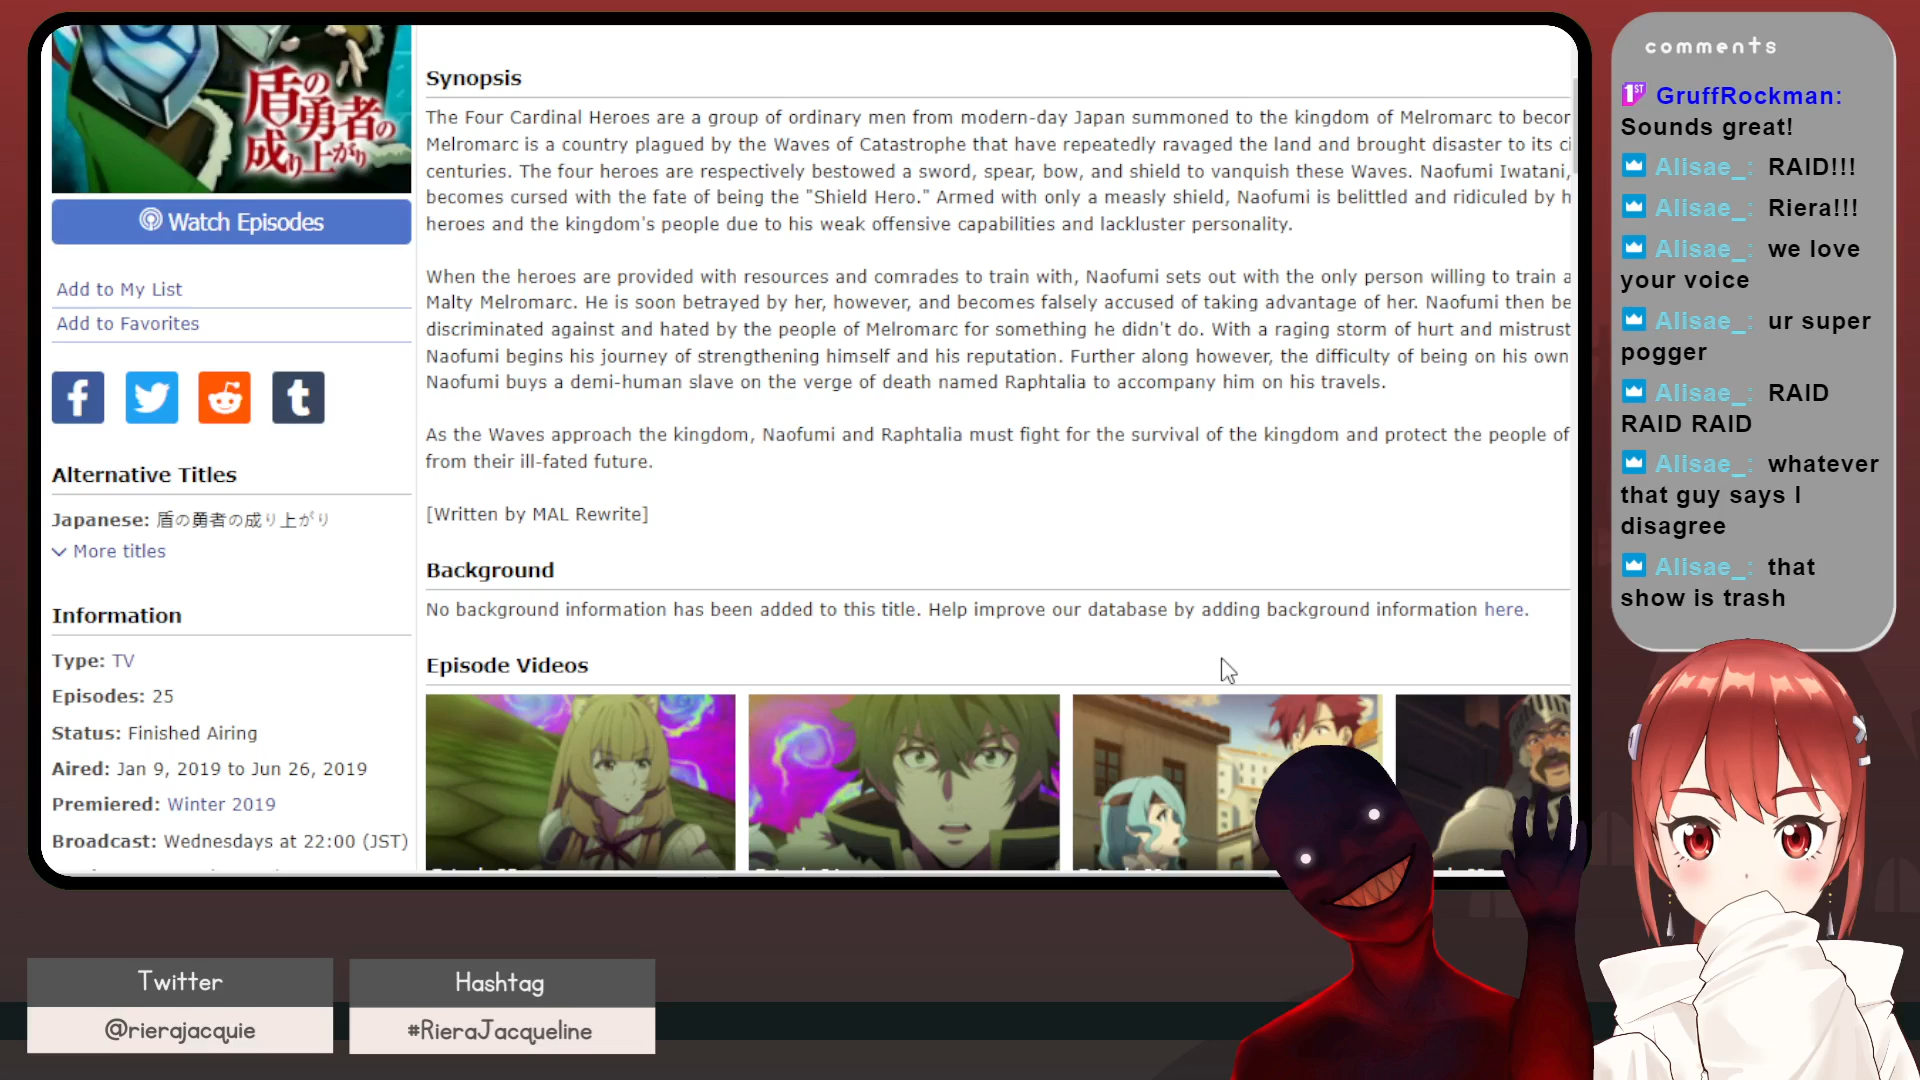 盾の勇者の成り上がり
Watch Episodes
Add to My List
Add to Favorites
Alternative Titles
Japanese: 盾の勇者の成り上がり
More titles
Information
Type: TV
Episodes: 25
Status: Finished Airing
Aired: Jan 9, 2019 to Jun 26, 2019
Premiered: Winter 2019
Broadcast: Wednesdays at 22:00 (JST)
Synopsis
The Four Cardinal Heroes are a group of ordinary men from modern-day Japan summoned to the kingdom of Melromarc to becor
Melromarc is a country plagued by the Waves of Catastrophe that have repeatedly ravaged the land and brought disaster to its ci
centuries. The four heroes are respectively bestowed a sword, spear, bow, and shield to vanquish these Waves. Naofumi Iwatani,
becomes cursed with the fate of being the "Shield Hero." Armed with only a measly shield, Naofumi is belittled and ridiculed by h
heroes and the kingdom's people due to his weak offensive capabilities and lackluster personality.
When the heroes are provided with resources and comrades to train with, Naofumi sets out with the only person willing to train a
Malty Melromarc. He is soon betrayed by her, however, and becomes falsely accused of taking advantage of her. Naofumi then be
discriminated against and hated by the people of Melromarc for something he didn't do. With a raging storm of hurt and mistrust
Naofumi begins his journey of strengthening himself and his reputation. Further along however, the difficulty of being on his own
Naofumi buys a demi-human slave on the verge of death named Raphtalia to accompany him on his travels.
As the Waves approach the kingdom, Naofumi and Raphtalia must fight for the survival of the kingdom and protect the people of
from their ill-fated future.
[Written by MAL Rewrite]
Background
No background information has been added to this title. Help improve our database by adding background information here.
Episode Videos
comments
1ST GruffRockman:
Sounds great!
Alisae_: RAID!!!
Alisae_: Riera!!!
Alisae_: we love
your voice
Alisae_: ur super
pogger
Alisae_: RAID
RAID RAID
Alisae_: whatever
that guy says I
disagree
Alisae_: that
show is trash
Twitter
@rierajacquie
Hashtag
#RieraJacqueline